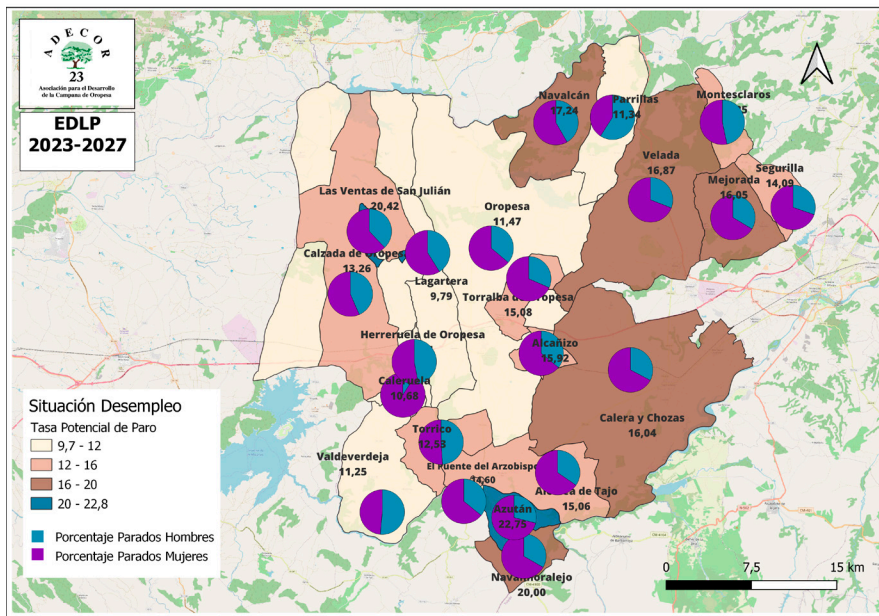 ADECOR
23
Asociación para el Desarrollo
de la Campana de Oropesa
EDLP
2023-2027
Navalcán
17,24
Parrillas
11,34
Montesclaros
Velada
16,87
Segurilla
14,09
Mejorada
16,05
Las Ventas de San Julián
20,42
Oropesa
11,47
Calzada de Oropesa
13,26
Lagartera
9,79
Torralba de Oropesa
15,08
Herreruela de Oropesa
Alcañizo
15,92
Caleruela
10,68
Calera y Chozas
16,04
Torrico
12,53
Valdeverdeja
11,25
El Puente del Arzobispo
14,60
Alcolea de Tajo
15,06
Azután
22,75
Navalmoralejo
20,00
Situación Desempleo
Tasa Potencial de Paro
9,7 - 12
12 - 16
16 - 20
20 - 22,8
Porcentaje Parados Hombres
Porcentaje Parados Mujeres
0
7,5
15 km